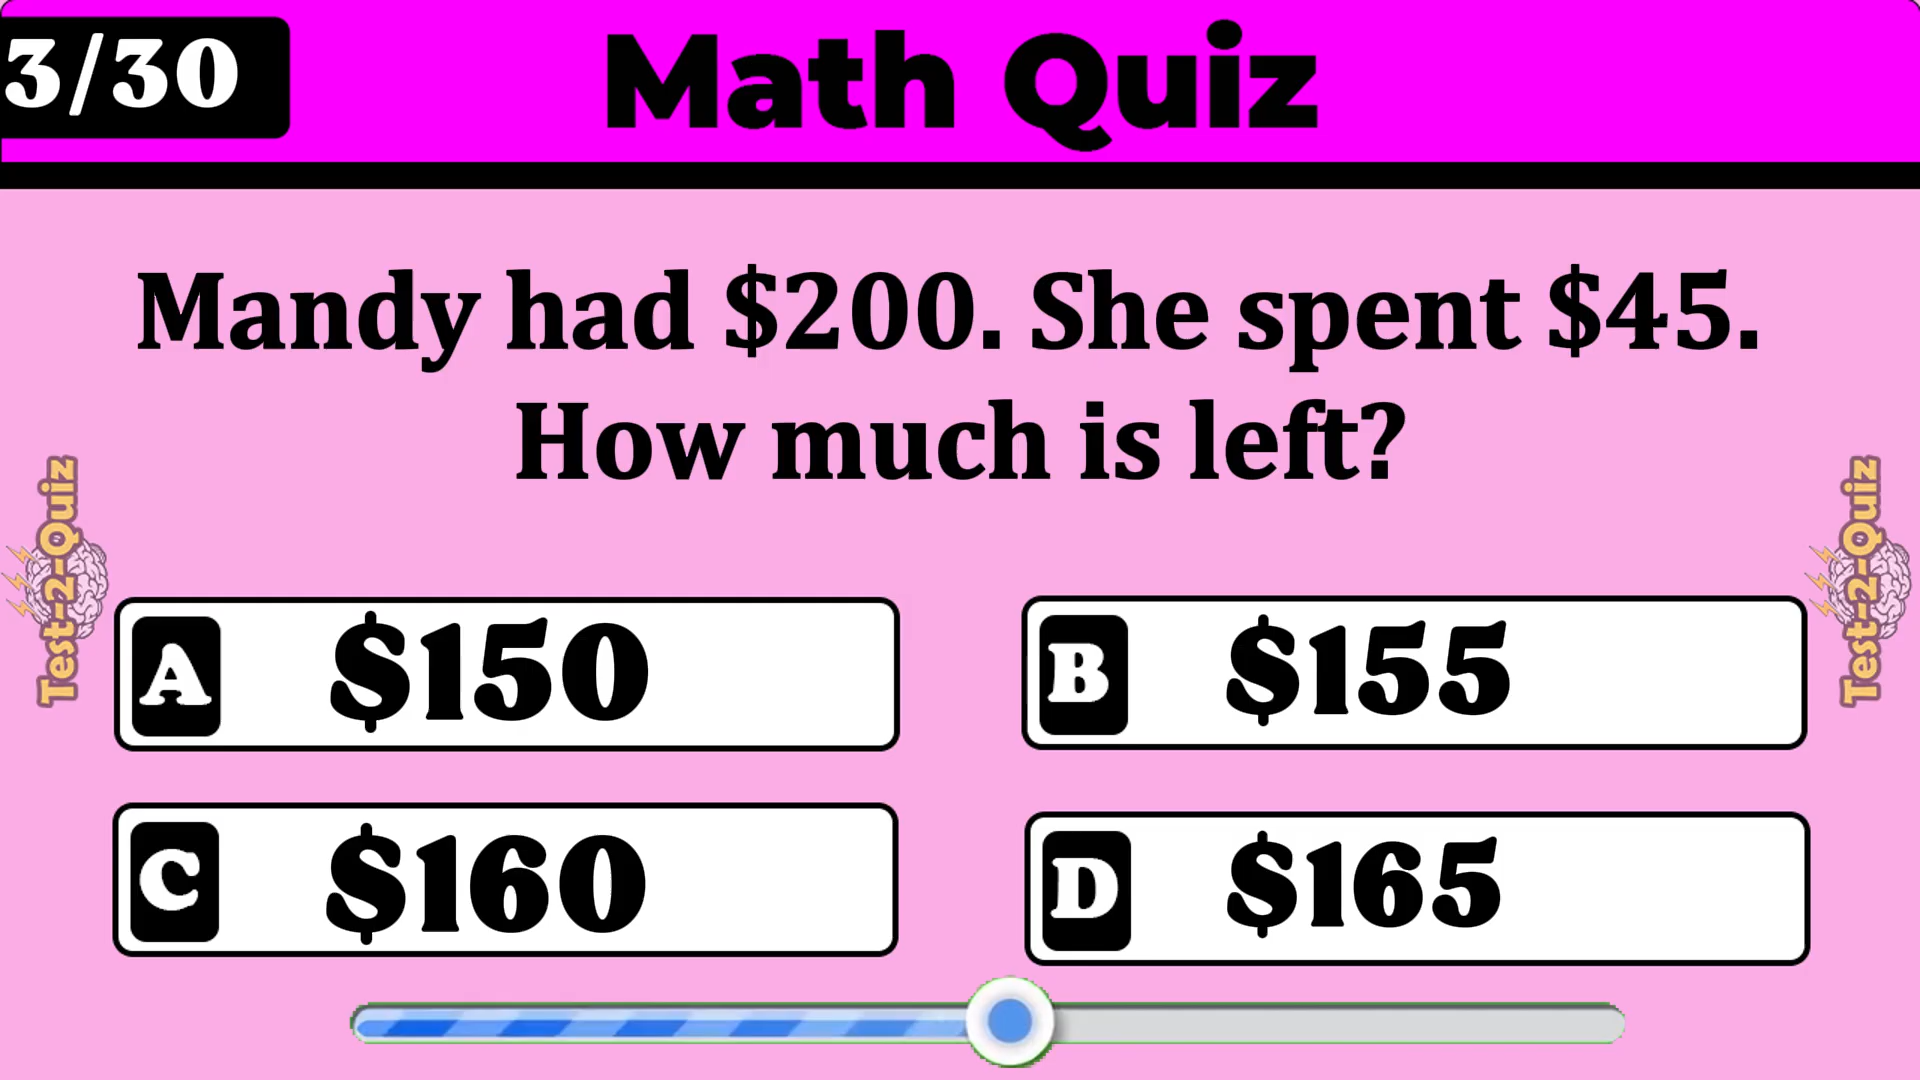 3/30
Math Quiz
Mandy had $200. She spent $45.
How much is left?
Test-2-Quiz
Test-2-Quiz
A $150
B $155
C $160
D $165